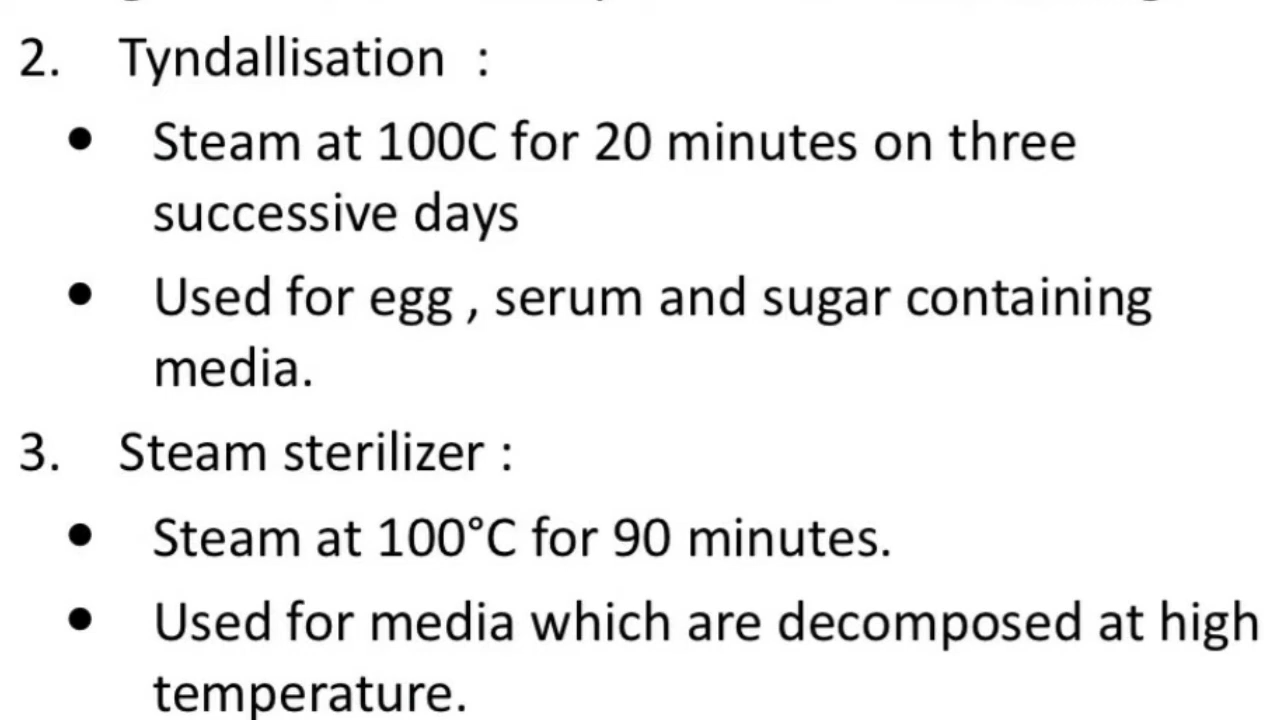 2. Tyndallisation :
• Steam at 100C for 20 minutes on three
successive days
• Used for egg , serum and sugar containing
media.
3. Steam sterilizer :
• Steam at 100°C for 90 minutes.
• Used for media which are decomposed at high
temperature.